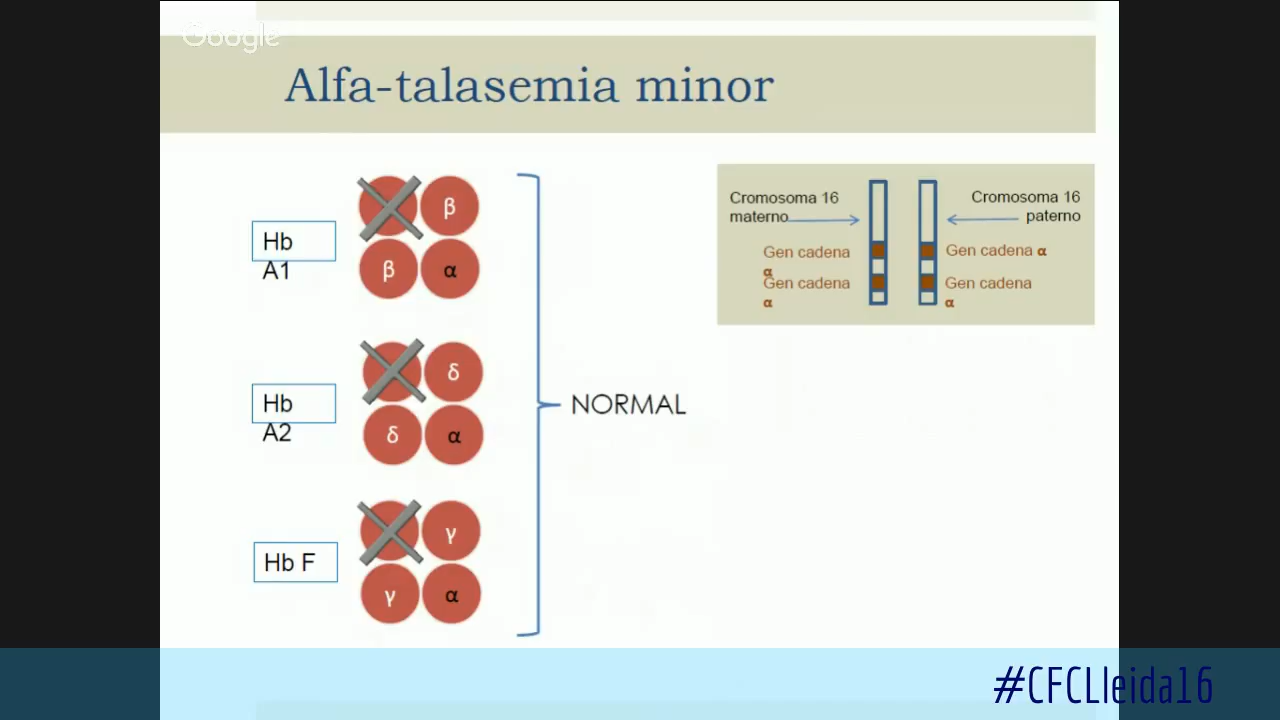 Google
Alfa-talasemia minor
Hb
A1
β
β
α
Hb
A2
δ
δ
α
Hb F
γ
γ
α
NORMAL
Cromosoma 16
materno
Cromosoma 16
paterno
Gen cadena
α
Gen cadena α
Gen cadena
α
Gen cadena
α
#CFCLleida16